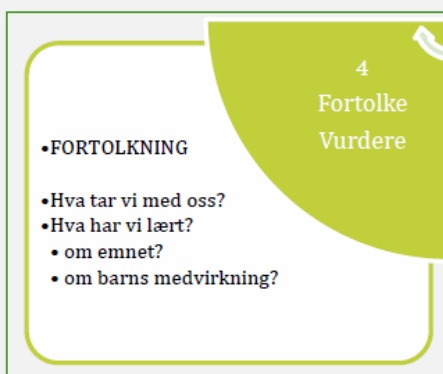 4
Fortolke
Vurdere
•FORTOLKNING
•Hva tar vi med oss?
•Hva har vi lært?
• om emnet?
• om barns medvirkning?